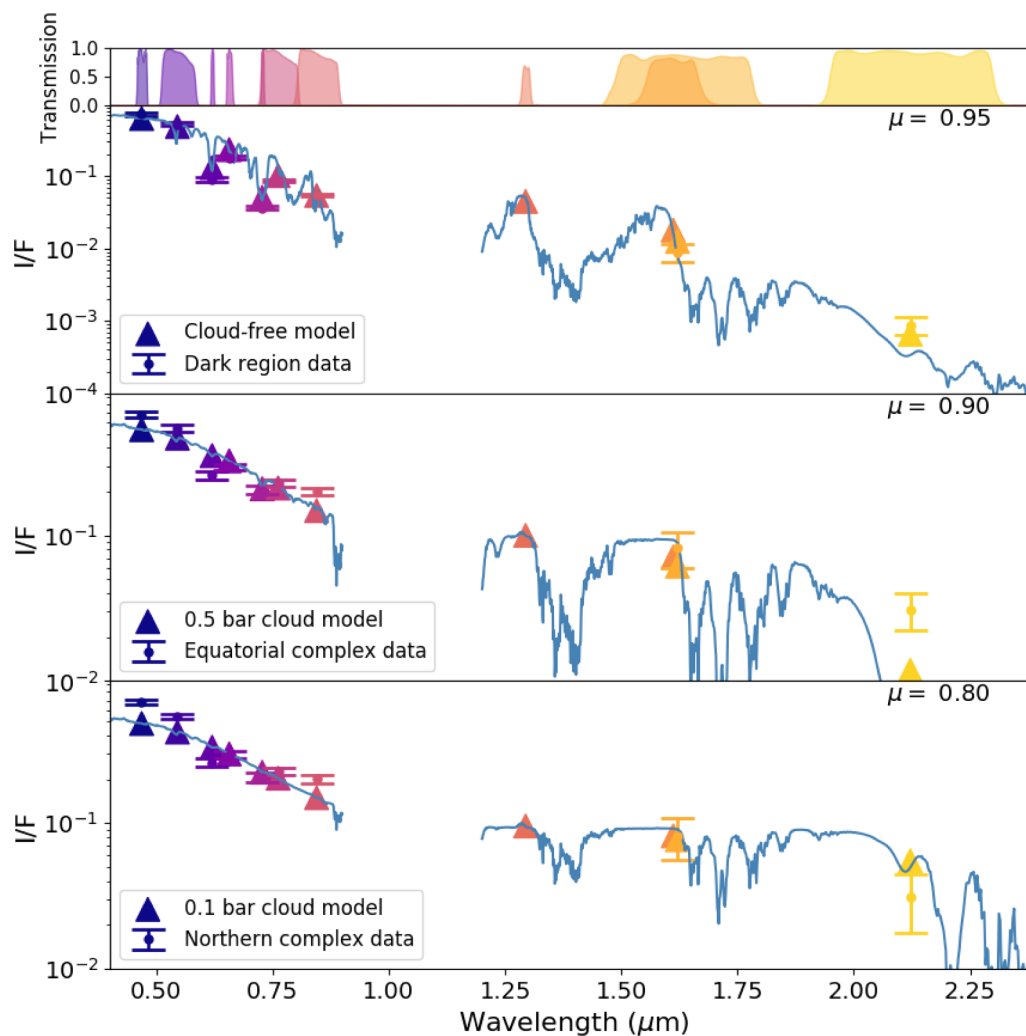 Transmission
1.0
0.5
0.0
μ = 0.95
I/F
10⁻¹
10⁻²
10⁻³
10⁻⁴
Cloud-free model
Dark region data
μ = 0.90
I/F
10⁻¹
10⁻²
0.5 bar cloud model
Equatorial complex data
μ = 0.80
I/F
10⁻¹
10⁻²
0.1 bar cloud model
Northern complex data
0.50 0.75 1.00 1.25 1.50 1.75 2.00 2.25
Wavelength (μm)